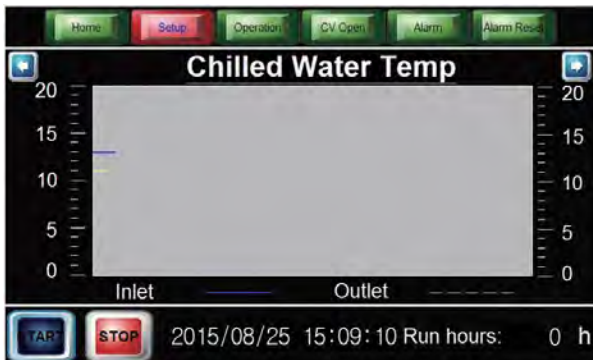 Home Setup Operation CV Open Alarm Alarm Reset
Chilled Water Temp
20 20
15 15
10 10
5 5
0 0
Inlet Outlet
START STOP 2015/08/25 15:09:10 Run hours: 0 h